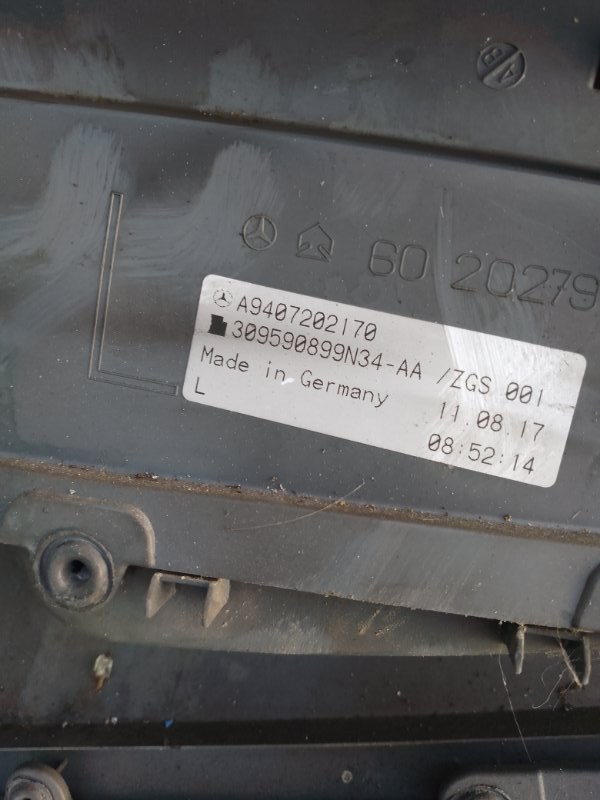 A B
60 20279
A9407202170
309590899N34-AA /ZGS 001
Made in Germany 11.08.17
L 08:52:14